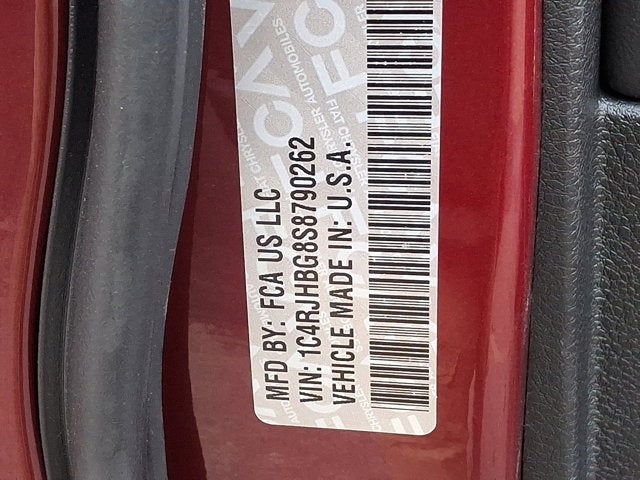 MFD BY: FCA US LLC
VIN: 1C4RJHBG8S8790262
VEHICLE MADE IN: U.S.A.